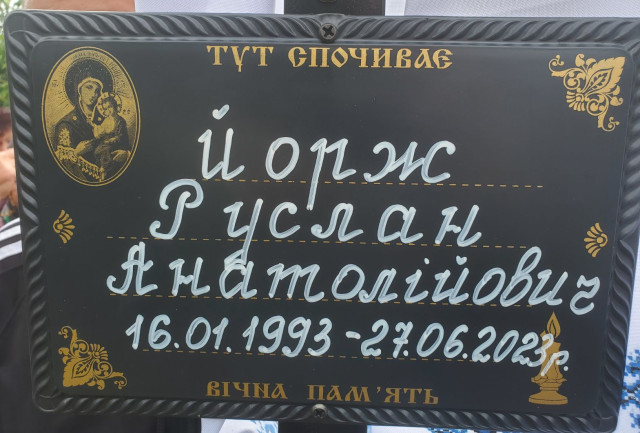 ТУТ СПОЧИВАЄ
Йорж
Руслан
Анатолійович
16.01.1993-27.06.2023р.
ВІЧНА ПАМ'ЯТЬ